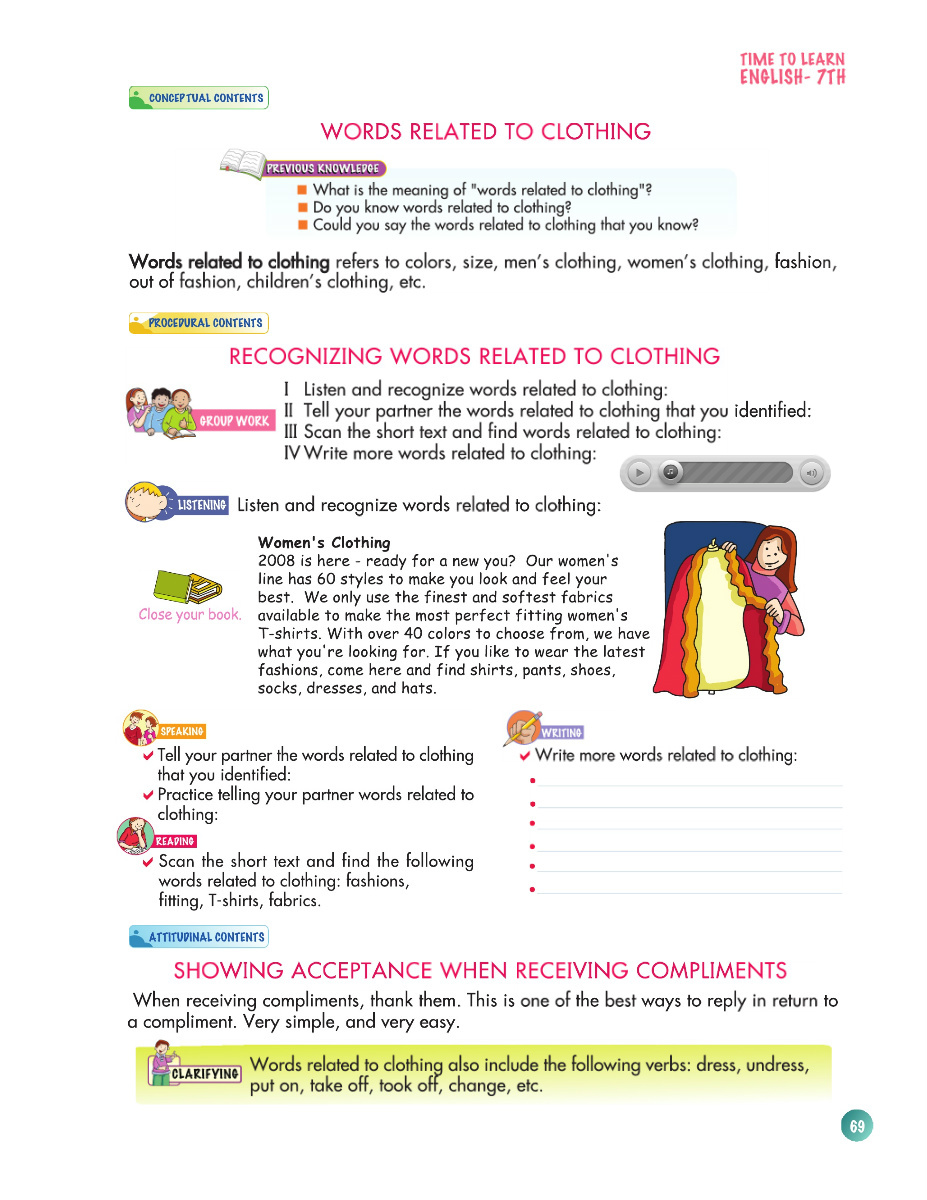 TIME TO LEARN
ENGLISH- 7TH
CONCEPTUAL CONTENTS
WORDS RELATED TO CLOTHING
PREVIOUS KNOWLEDGE
What is the meaning of "words related to clothing"?
Do you know words related to clothing?
Could you say the words related to clothing that you know?
Words related to clothing refers to colors, size, men's clothing, women's clothing, fashion,
out of fashion, children's clothing, etc.
PROCEDURAL CONTENTS
RECOGNIZING WORDS RELATED TO CLOTHING
GROUP WORK
I Listen and recognize words related to clothing:
II Tell your partner the words related to clothing that you identified:
III Scan the short text and find words related to clothing:
IV Write more words related to clothing:
LISTENING
Listen and recognize words related to clothing:
Close your book.
Women's Clothing
2008 is here - ready for a new you? Our women's
line has 60 styles to make you look and feel your
best. We only use the finest and softest fabrics
available to make the most perfect fitting women's
T-shirts. With over 40 colors to choose from, we have
what you're looking for. If you like to wear the latest
fashions, come here and find shirts, pants, shoes,
socks, dresses, and hats.
SPEAKING
Tell your partner the words related to clothing
that you identified:
Practice telling your partner words related to
clothing:
READING
Scan the short text and find the following
words related to clothing: fashions,
fitting, T-shirts, fabrics.
WRITING
Write more words related to clothing:
ATTITUDINAL CONTENTS
SHOWING ACCEPTANCE WHEN RECEIVING COMPLIMENTS
When receiving compliments, thank them. This is one of the best ways to reply in return to
a compliment. Very simple, and very easy.
CLARIFYING
Words related to clothing also include the following verbs: dress, undress,
put on, take off, took off, change, etc.
69